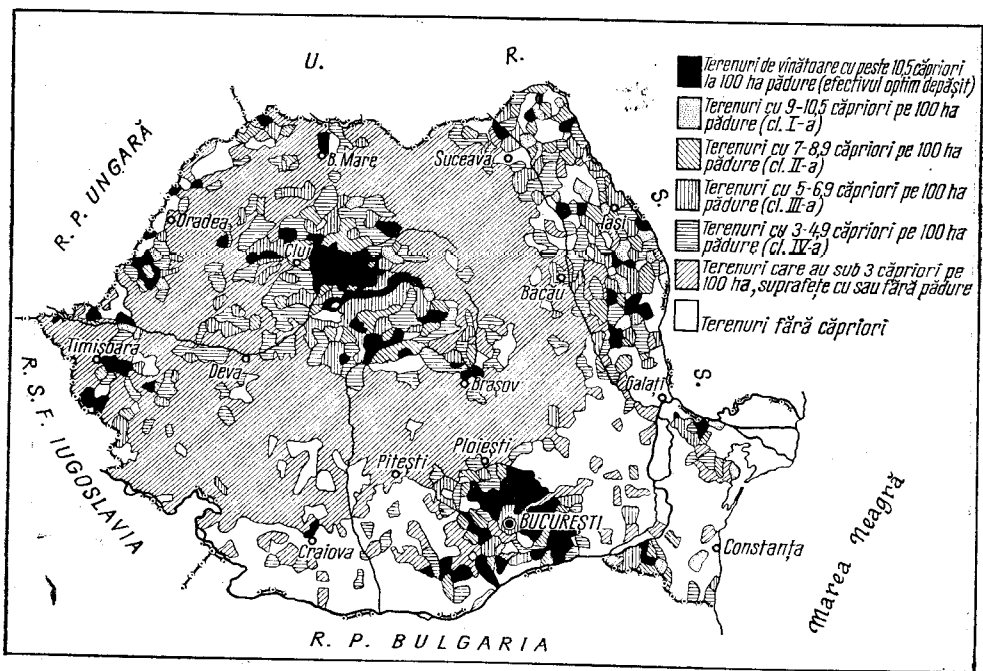 U. R. S. S.
R. P. UNGARĂ
R. S. F. IUGOSLAVIA
R. P. BULGARIA
Marea Neagră
B. Mare
Suceava
Oradea
Cluj
Iași
Bacău
Timișoara
Deva
Brașov
Galați
Ploiești
Pitești
BUCUREȘTI
Craiova
Constanța
Terenuri de vînătoare cu peste 10,5 căpriori
la 100 ha pădure (efectivul optim depășit)
Terenuri cu 9-10,5 căpriori pe 100 ha
pădure (cl. I-a)
Terenuri cu 7-8,9 căpriori pe 100 ha
pădure (cl. II-a)
Terenuri cu 5-6,9 căpriori pe 100 ha
pădure (cl. III-a)
Terenuri cu 3-4,9 căpriori pe 100 ha
pădure (cl. IV-a)
Terenuri care au sub 3 căpriori pe
100 ha, suprafețe cu sau fără pădure
Terenuri fără căpriori